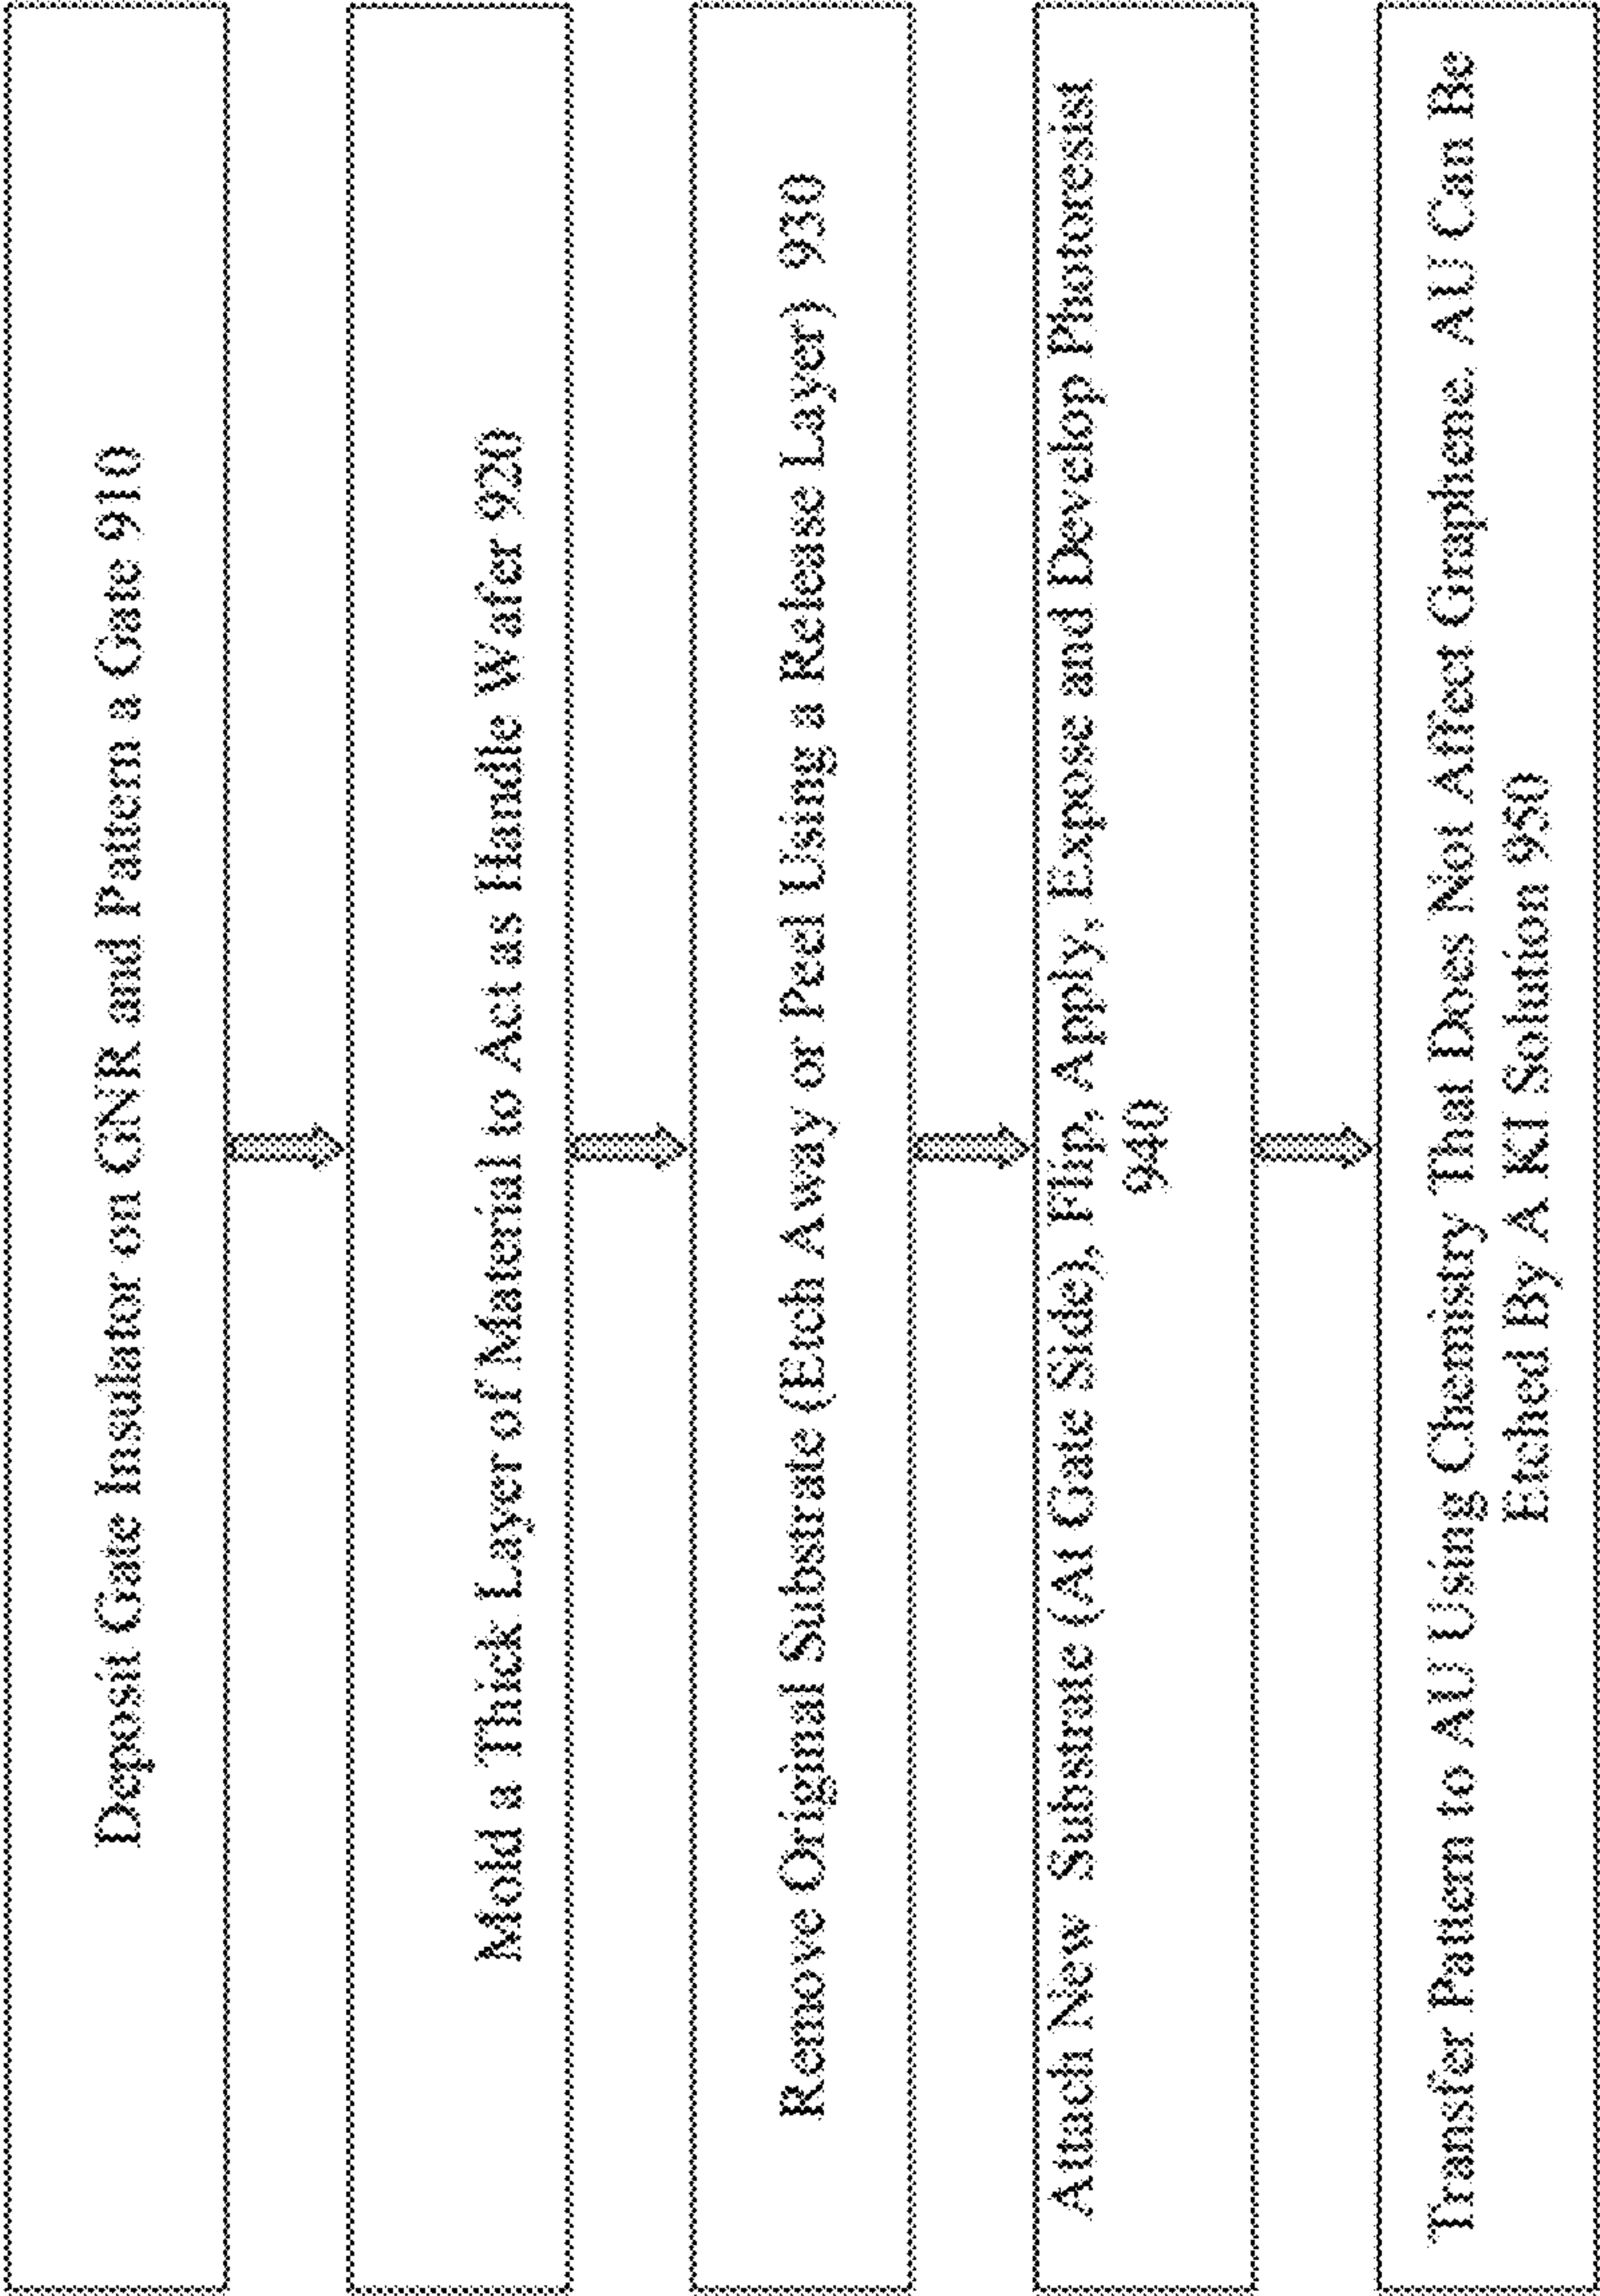 Deposit Gate Insulator on GNR and Pattern a Gate 910
Mold a Thick Layer of Material to Act as Handle Wafer 920
Remove Original Substrate (Etch Away or Peel Using a Release Layer) 930
Attach New Substrate (At Gate Side), Flip, Apply, Expose and Develop Photoresist
940
Transfer Pattern to AU Using Chemistry That Does Not Affect Graphene. AU Can Be
Etched By A KI Solution 950